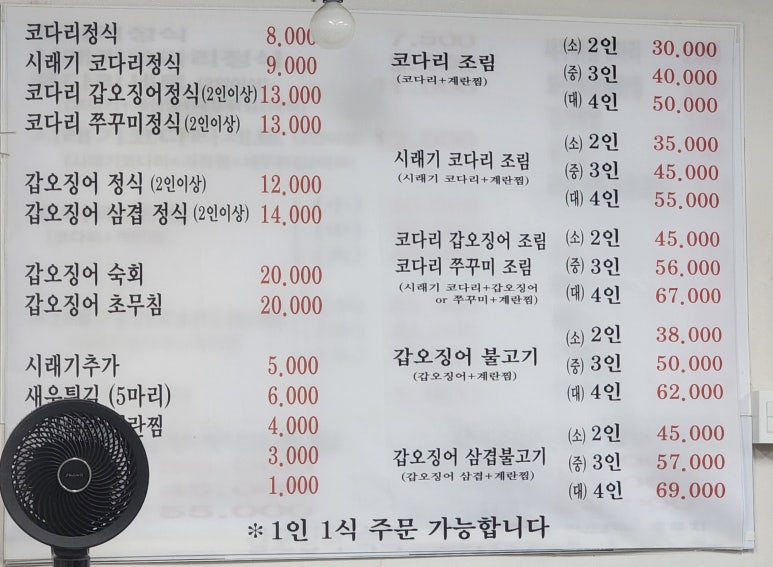 코다리정식 8,000
시래기 코다리정식 9.000
코다리 갑오징어정식 (2인이상) 13.000
코다리 쭈꾸미정식 (2인이상) 13.000
갑오징어 정식 (2인이상) 12.000
갑오징어 삼겹 정식 (2인이상) 14.000
갑오징어 숙회 20.000
갑오징어 초무침 20.000
시래기추가 5.000
새우튀김 (5마리) 6.000
란찜 4.000
3.000
1.000
코다리 조림
(코다리+계란찜)
(소) 2인 30.000
(중) 3인 40.000
(대) 4인 50.000
시래기 코다리 조림
(시래기 코다리+계란찜)
(소) 2인 35.000
(중) 3인 45.000
(대) 4인 55.000
코다리 갑오징어 조림
코다리 쭈꾸미 조림
(시래기 코다리+갑오징어
or 쭈꾸미+계란찜)
(소) 2인 45.000
(중) 3인 56.000
(대) 4인 67.000
갑오징어 불고기
(갑오징어+계란찜)
(소) 2인 38.000
(중) 3인 50.000
(대) 4인 62.000
갑오징어 삼겹불고기
(갑오징어 삼겹+계란찜)
(소) 2인 45.000
(중) 3인 57.000
(대) 4인 69.000
*1인 1식 주문 가능합니다